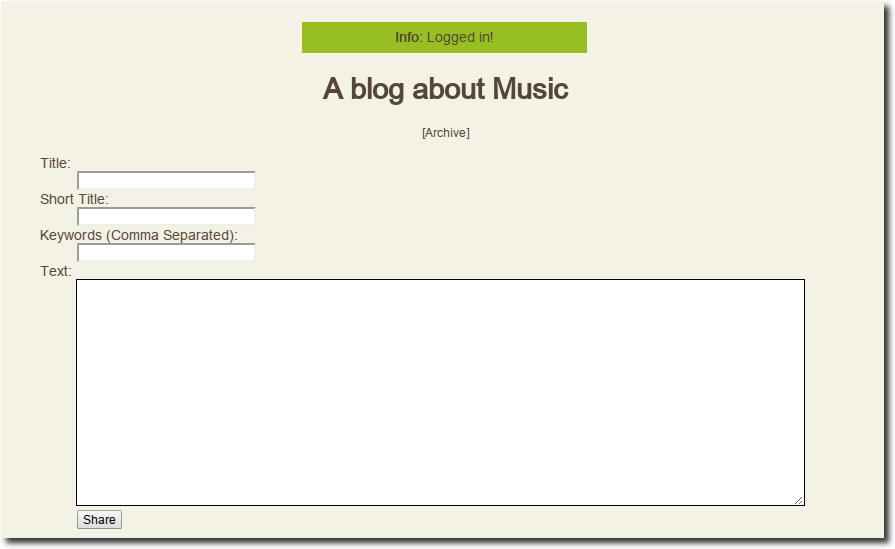 Info: Logged in!
A blog about Music
[Archive]
Title:
Short Title:
Keywords (Comma Separated):
Text:
Share